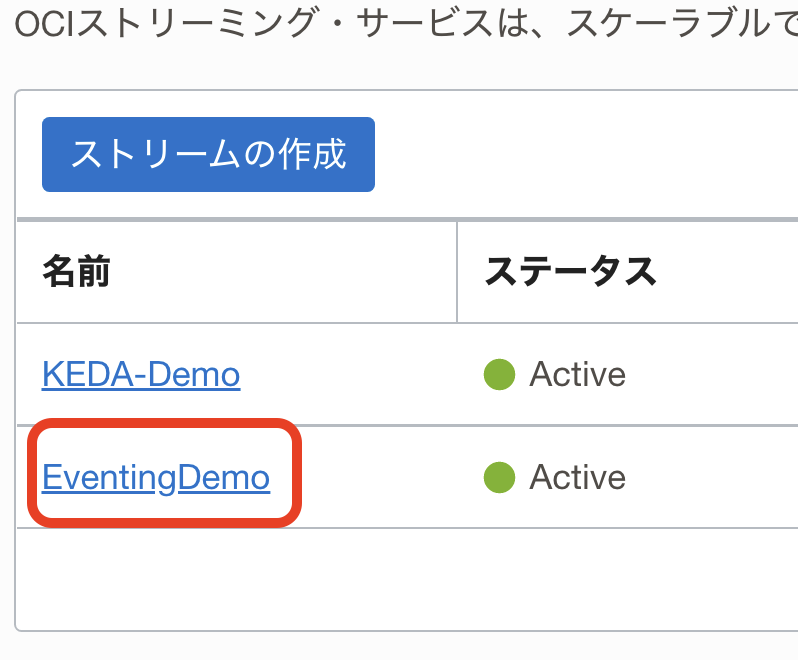 OCIストリーミング・サービスは、スケーラブルで
ストリームの作成
名前 ステータス
KEDA-Demo Active
EventingDemo Active